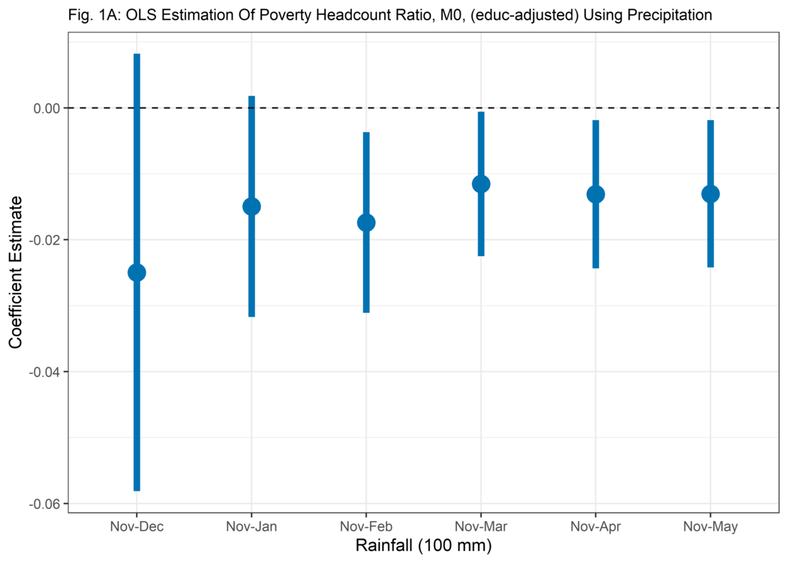 Fig. 1A: OLS Estimation Of Poverty Headcount Ratio, M0, (educ-adjusted) Using Precipitation
Coefficient Estimate
0.00
-0.02
-0.04
-0.06
Nov-Dec Nov-Jan Nov-Feb Nov-Mar Nov-Apr Nov-May
Rainfall (100 mm)